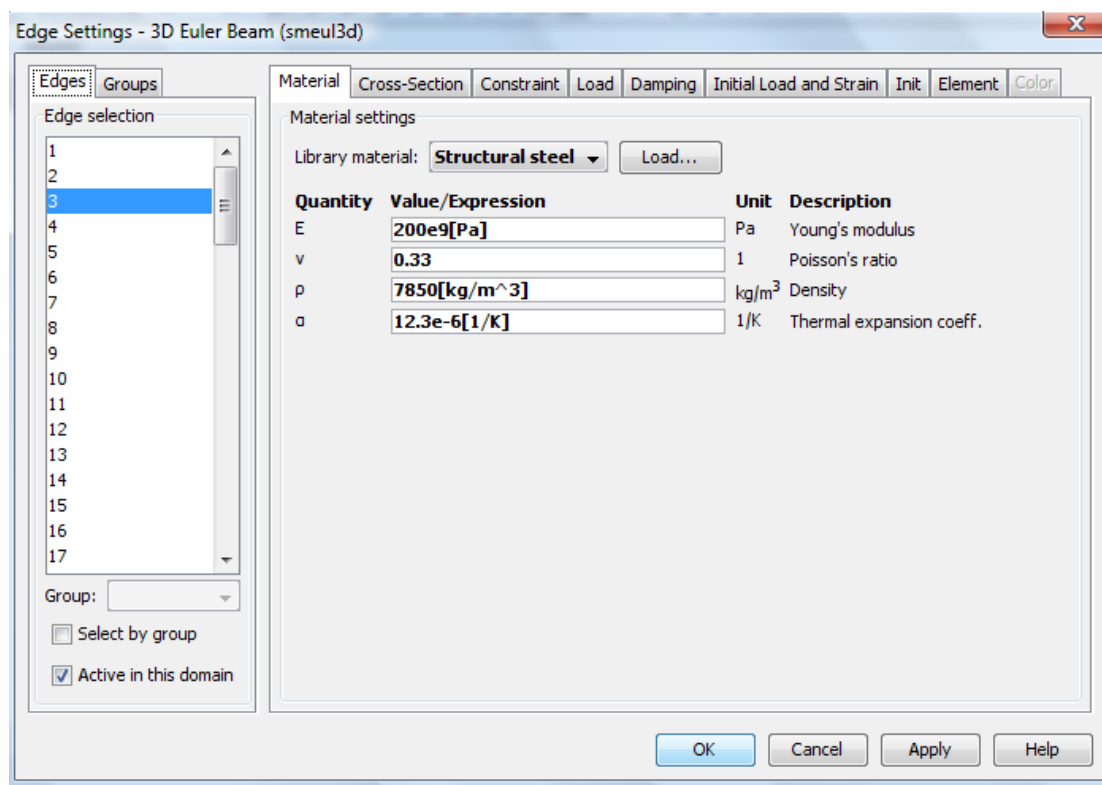 Edge Settings - 3D Euler Beam (smeul3d)
Edges Groups
Edge selection
1
2
3
4
5
6
7
8
9
10
11
12
13
14
15
16
17
Group:
Select by group
Active in this domain
Material Cross-Section Constraint Load Damping Initial Load and Strain Init Element Color
Material settings
Library material: Structural steel Load...
Quantity Value/Expression Unit Description
E 200e9[Pa] Pa Young's modulus
ν 0.33 1 Poisson's ratio
ρ 7850[kg/m^3] kg/m³ Density
α 12.3e-6[1/K] 1/K Thermal expansion coeff.
OK Cancel Apply Help